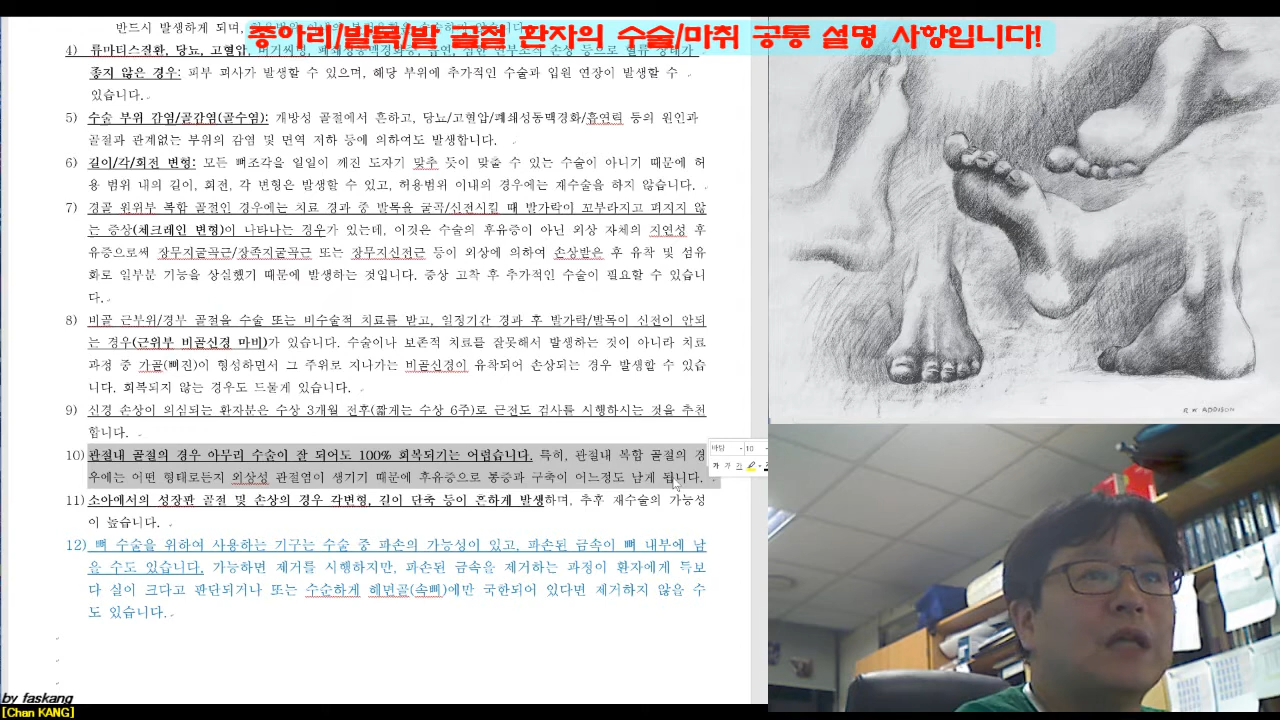 종아리/발목/발 골절 환자의 수술/마취 공통 설명 사항입니다!
반드시 발생하게 되며,
4) 류마티스질환, 당뇨, 고혈압,
좋지 않은 경우: 피부 괴사가 발생할 수 있으며, 해당 부위에 추가적인 수술과 입원 연장이 발생할 수
있습니다.
5) 수술 부위 감염/골감염(골수염): 개방성 골절에서 흔하고, 당뇨/고혈압/폐쇄성동맥경화/흡연력 등의 원인과
골절과 관계없는 부위의 감염 및 면역 저하 등에 의하여도 발생합니다.
6) 길이/각/회전 변형: 모든 뼈조각을 일일이 깨진 도자기 맞추 듯이 맞출 수 있는 수술이 아니기 때문에 허
용 범위 내의 길이, 회전, 각 변형은 발생할 수 있고, 허용범위 이내의 경우에는 재수술을 하지 않습니다.
7) 경골 원위부 복합 골절인 경우에는 치료 경과 중 발목을 굴곡/신전시킬 때 발가락이 꼬부라지고 펴지지 않
는 증상(체크레인 변형)이 나타나는 경우가 있는데, 이것은 수술의 후유증이 아닌 외상 자체의 지연성 후
유증으로써 장무지굴곡근/장족지굴곡근 또는 장무지신전근 등이 외상에 의하여 손상받은 후 유착 및 섬유
화로 일부분 기능을 상실했기 때문에 발생하는 것입니다. 증상 고착 후 추가적인 수술이 필요할 수 있습니
다.
8) 비골 근부위/경부 골절을 수술 또는 비수술적 치료를 받고, 일정기간 경과 후 발가락/발목이 신전이 안되
는 경우(근위부 비골신경 마비)가 있습니다. 수술이나 보존적 치료를 잘못해서 발생하는 것이 아니라 치료
과정 중 가골(뼈진)이 형성하면서 그 주위로 지나가는 비골신경이 유착되어 손상되는 경우 발생할 수 있습
니다. 회복되지 않는 경우도 드물게 있습니다.
9) 신경 손상이 의심되는 환자분은 수상 3개월 전후(짧게는 수상 6주)로 근전도 검사를 시행하시는 것을 추천
합니다.
10) 관절내 골절의 경우 아무리 수술이 잘 되어도 100% 회복되기는 어렵습니다. 특히, 관절내 복합 골절의 경
우에는 어떤 형태로든지 외상성 관절염이 생기기 때문에 후유증으로 통증과 구축이 어느정도 남게 됩니다.
11) 소아에서의 성장판 골절 및 손상의 경우 각변형, 길이 단축 등이 흔하게 발생하며, 추후 재수술의 가능성
이 높습니다.
12) 뼈 수술을 위하여 사용하는 기구는 수술 중 파손의 가능성이 있고, 파손된 금속이 뼈 내부에 남
을 수도 있습니다. 가능하면 제거를 시행하지만, 파손된 금속을 제거하는 과정이 환자에게 득보
다 실이 크다고 판단되거나 또는 수순하게 해면골(속뼈)에만 국한되어 있다면 제거하지 않을 수
도 있습니다.
바탕 10
가 가 가
R W ADDISON
by faskang
[Chan KANG]